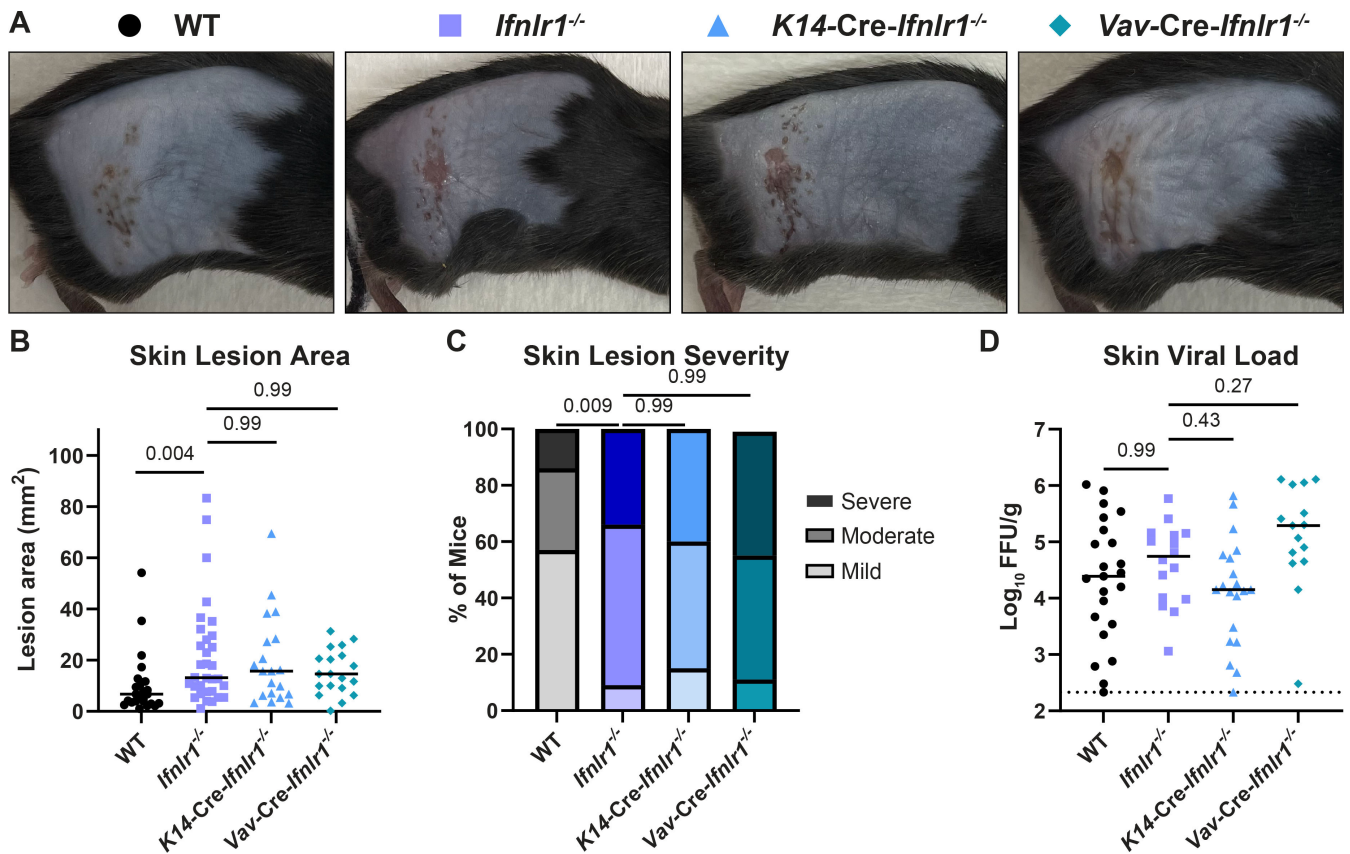 A
WT
Ifnlr1-/-
K14-Cre-Ifnlr1-/-
Vav-Cre-Ifnlr1-/-
B
Skin Lesion Area
0.99
0.99
0.004
Lesion area (mm2)
100
80
60
40
20
0
WT
Ifnlr1-/-
K14-Cre-Ifnlr1-/-
Vav-Cre-Ifnlr1-/-
C
Skin Lesion Severity
0.99
0.009
0.99
% of Mice
100
80
60
40
20
0
WT
Ifnlr1-/-
K14-Cre-Ifnlr1-/-
Vav-Cre-Ifnlr1-/-
Severe
Moderate
Mild
D
Skin Viral Load
0.27
0.43
0.99
Log10 FFU/g
7
6
5
4
3
2
WT
Ifnlr1-/-
K14-Cre-Ifnlr1-/-
Vav-Cre-Ifnlr1-/-